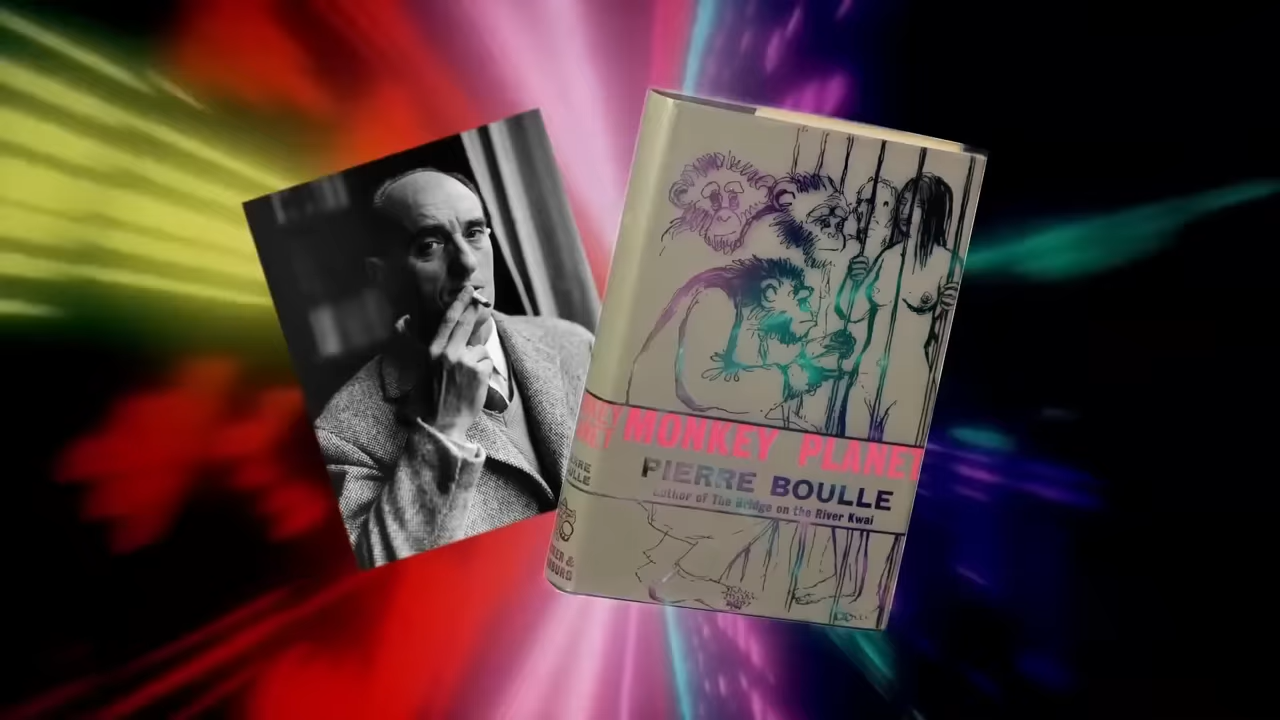 MONKEY PLANET
PIERRE BOULLE
Author of The Bridge on the River Kwai